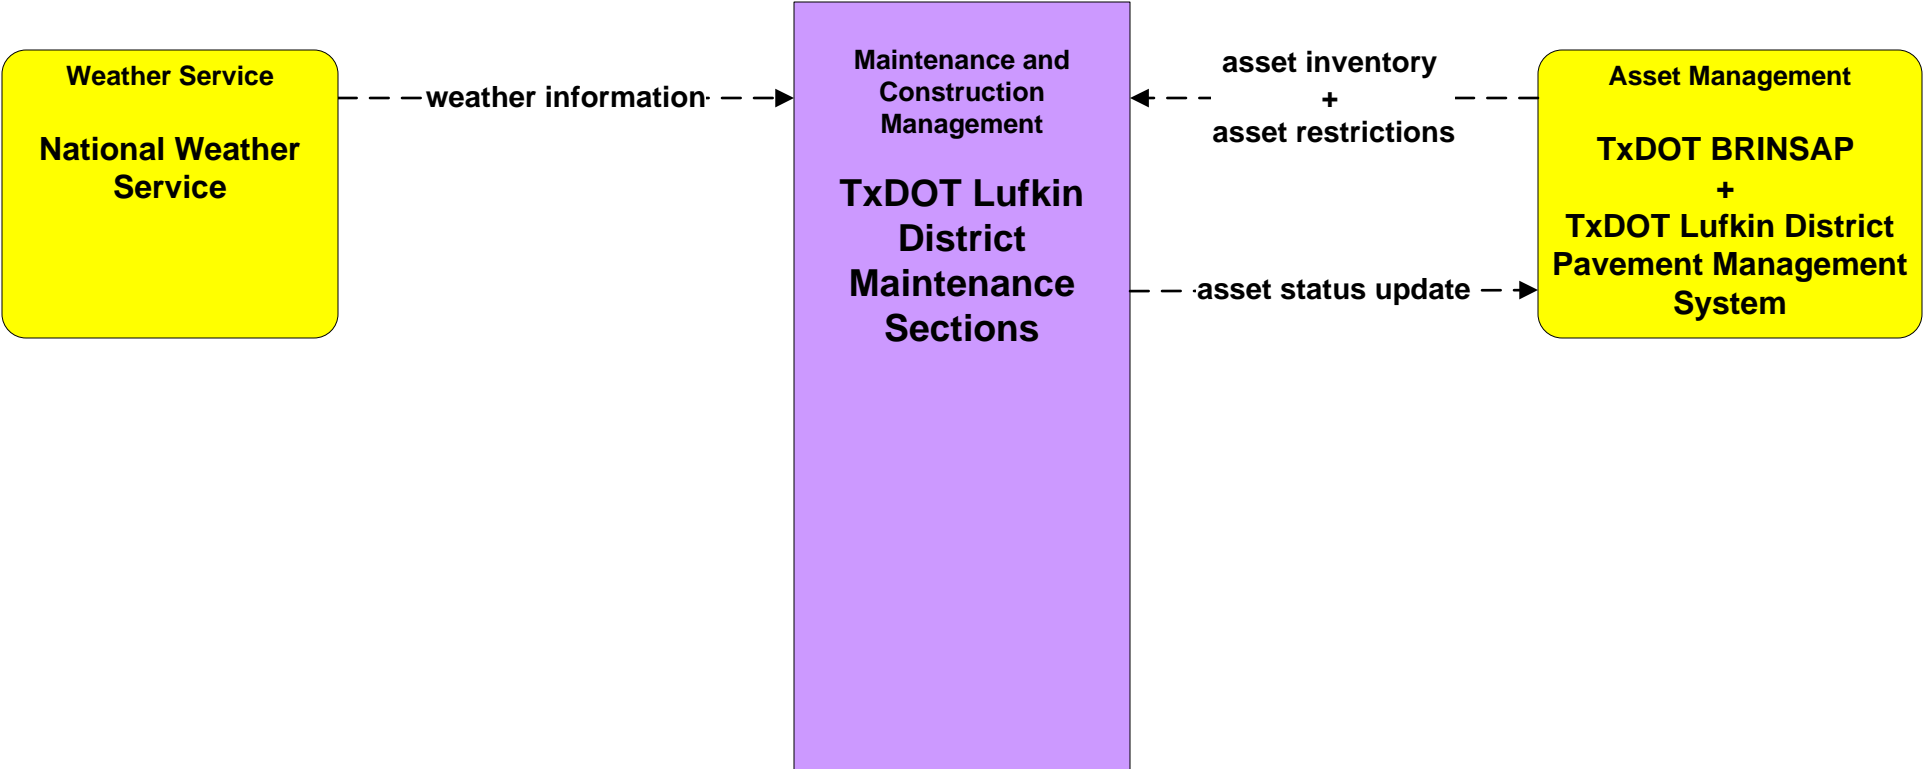 Weather Service
National Weather
Service
weather information
Maintenance and
Construction
Management
TxDOT Lufkin
District
Maintenance
Sections
asset inventory
+
asset restrictions
asset status update
Asset Management
TxDOT BRINSAP
+
TxDOT Lufkin District
Pavement Management
System